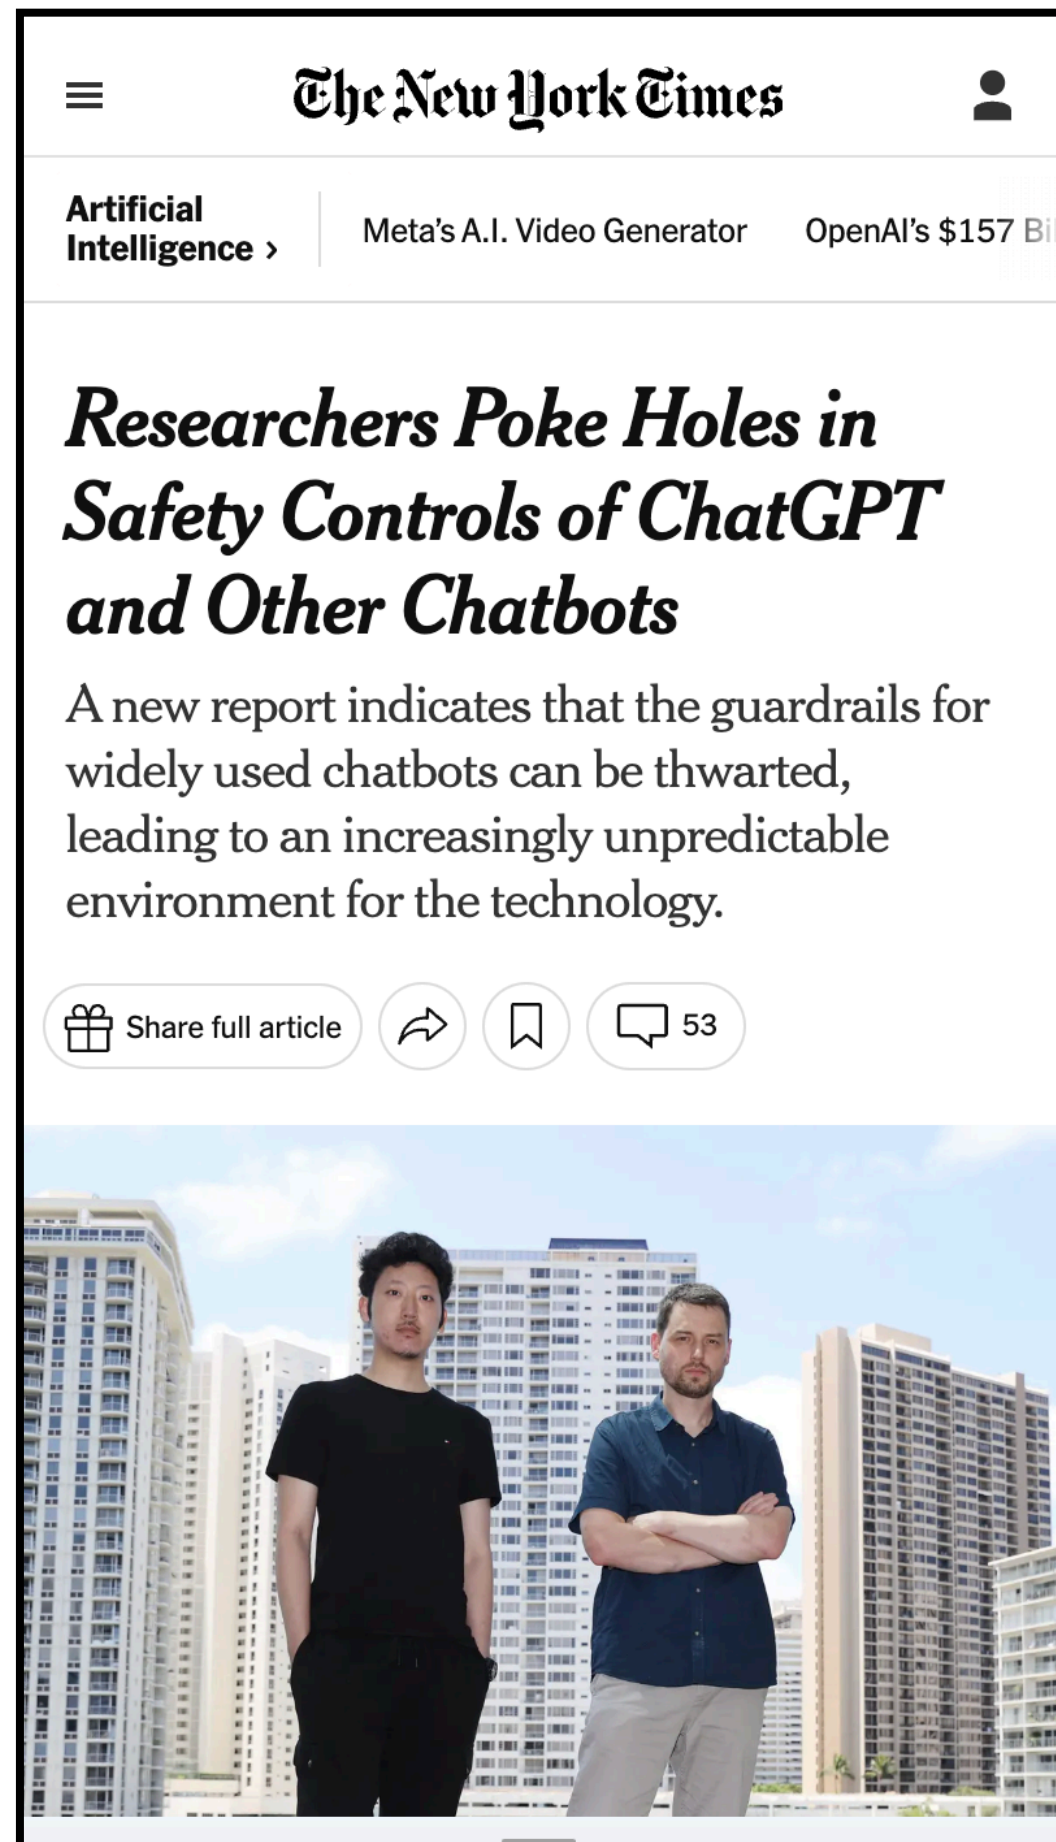 The New York Times
Artificial
Intelligence ›
Meta’s A.I. Video Generator
OpenAI’s $157
Researchers Poke Holes in
Safety Controls of ChatGPT
and Other Chatbots
A new report indicates that the guardrails for
widely used chatbots can be thwarted,
leading to an increasingly unpredictable
environment for the technology.
Share full article
53